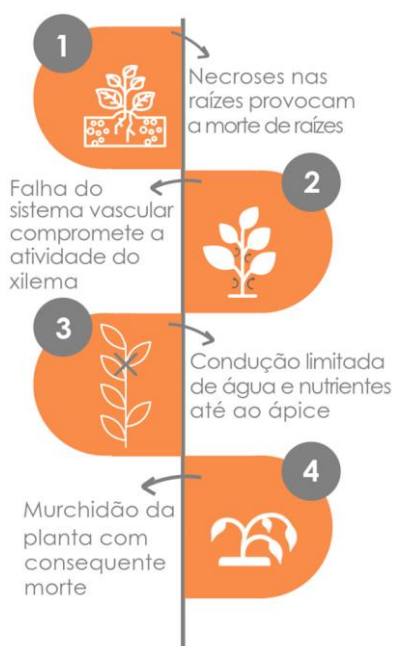 1
Necroses nas
raízes provocam
a morte de raízes
2
Falha do
sistema vascular
compromete a
atividade do
xilema
3
Condução limitada
de água e nutrientes
até ao ápice
4
Murchidão da
planta com
consequente
morte